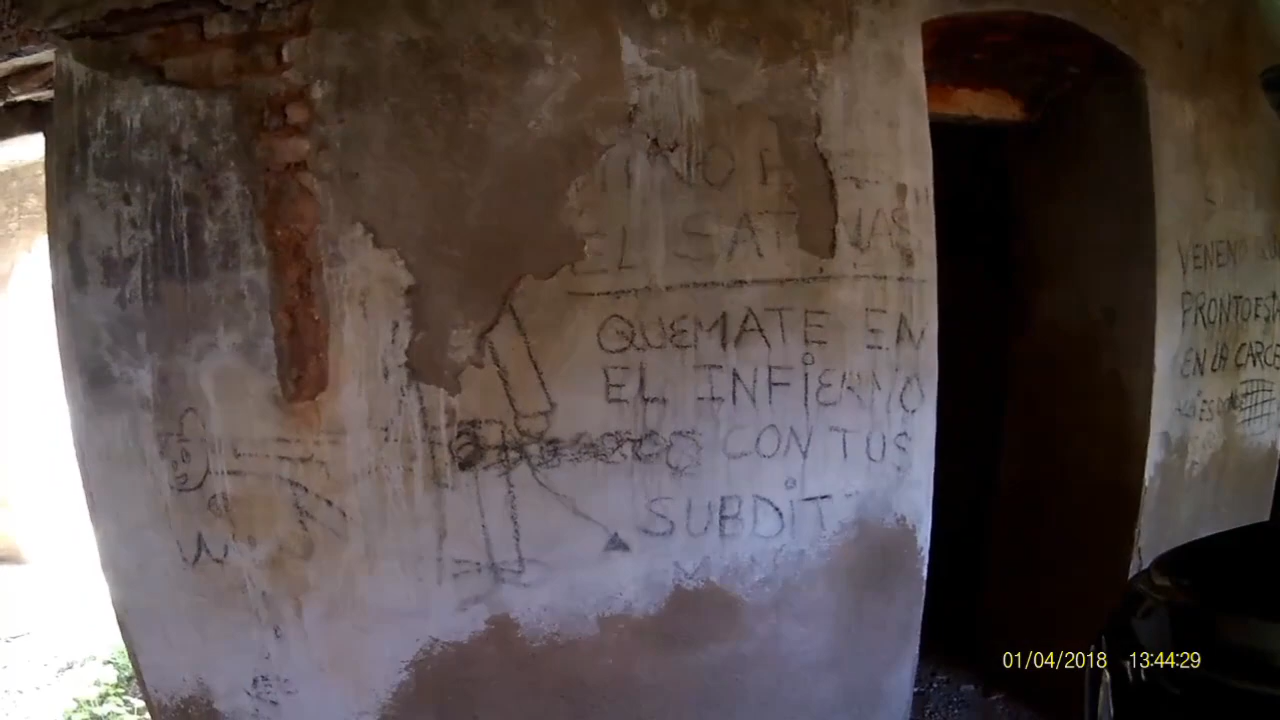 EL SATANAS"
QUEMATE EN
EL INFIERNO
CON TUS
SUBDIT
VENENO
PRONTO ESTA
EN LA CARCE
01/04/2018 13:44:29